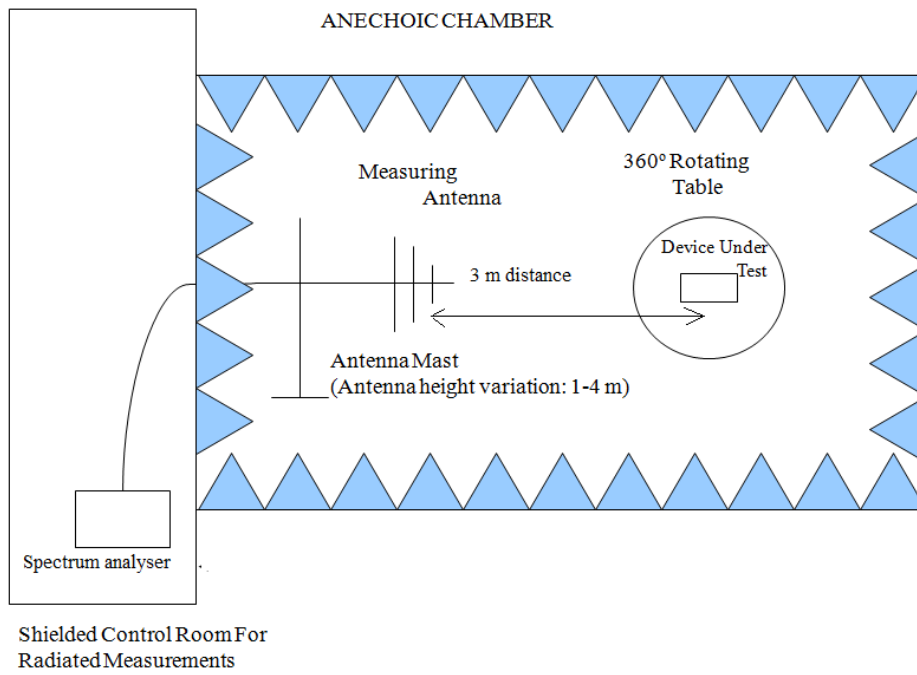 ANECHOIC CHAMBER
Measuring
Antenna
360º Rotating
Table
Device Under
Test
3 m distance
Antenna Mast
(Antenna height variation: 1-4 m)
Spectrum analyser
Shielded Control Room For
Radiated Measurements